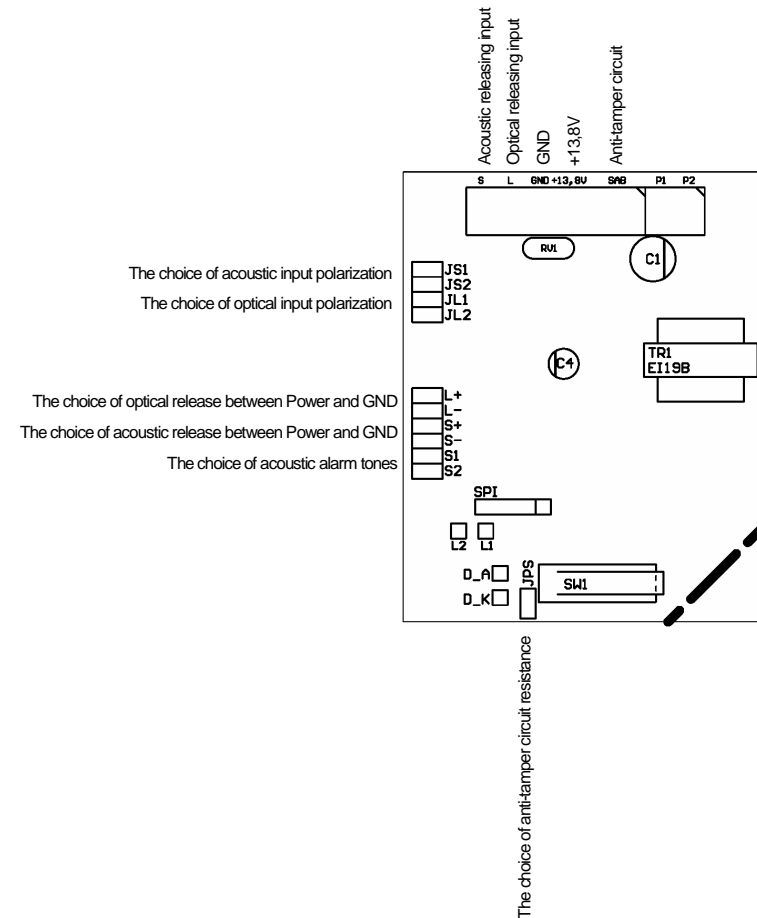 Acoustic releasing input
Optical releasing input
GND
+13,8V
Anti-tamper circuit
S L GND +13,8V SAB P1 P2
RV1
C1
The choice of acoustic input polarization
JS1
JS2
The choice of optical input polarization
JL1
JL2
TR1
EI19B
C4
The choice of optical release between Power and GND
L+
L-
The choice of acoustic release between Power and GND
S+
S-
The choice of acoustic alarm tones
S1
S2
SPI
L2 L1
D_A
D_K
JPS
SW1
The choice of anti-tamper circuit resistance